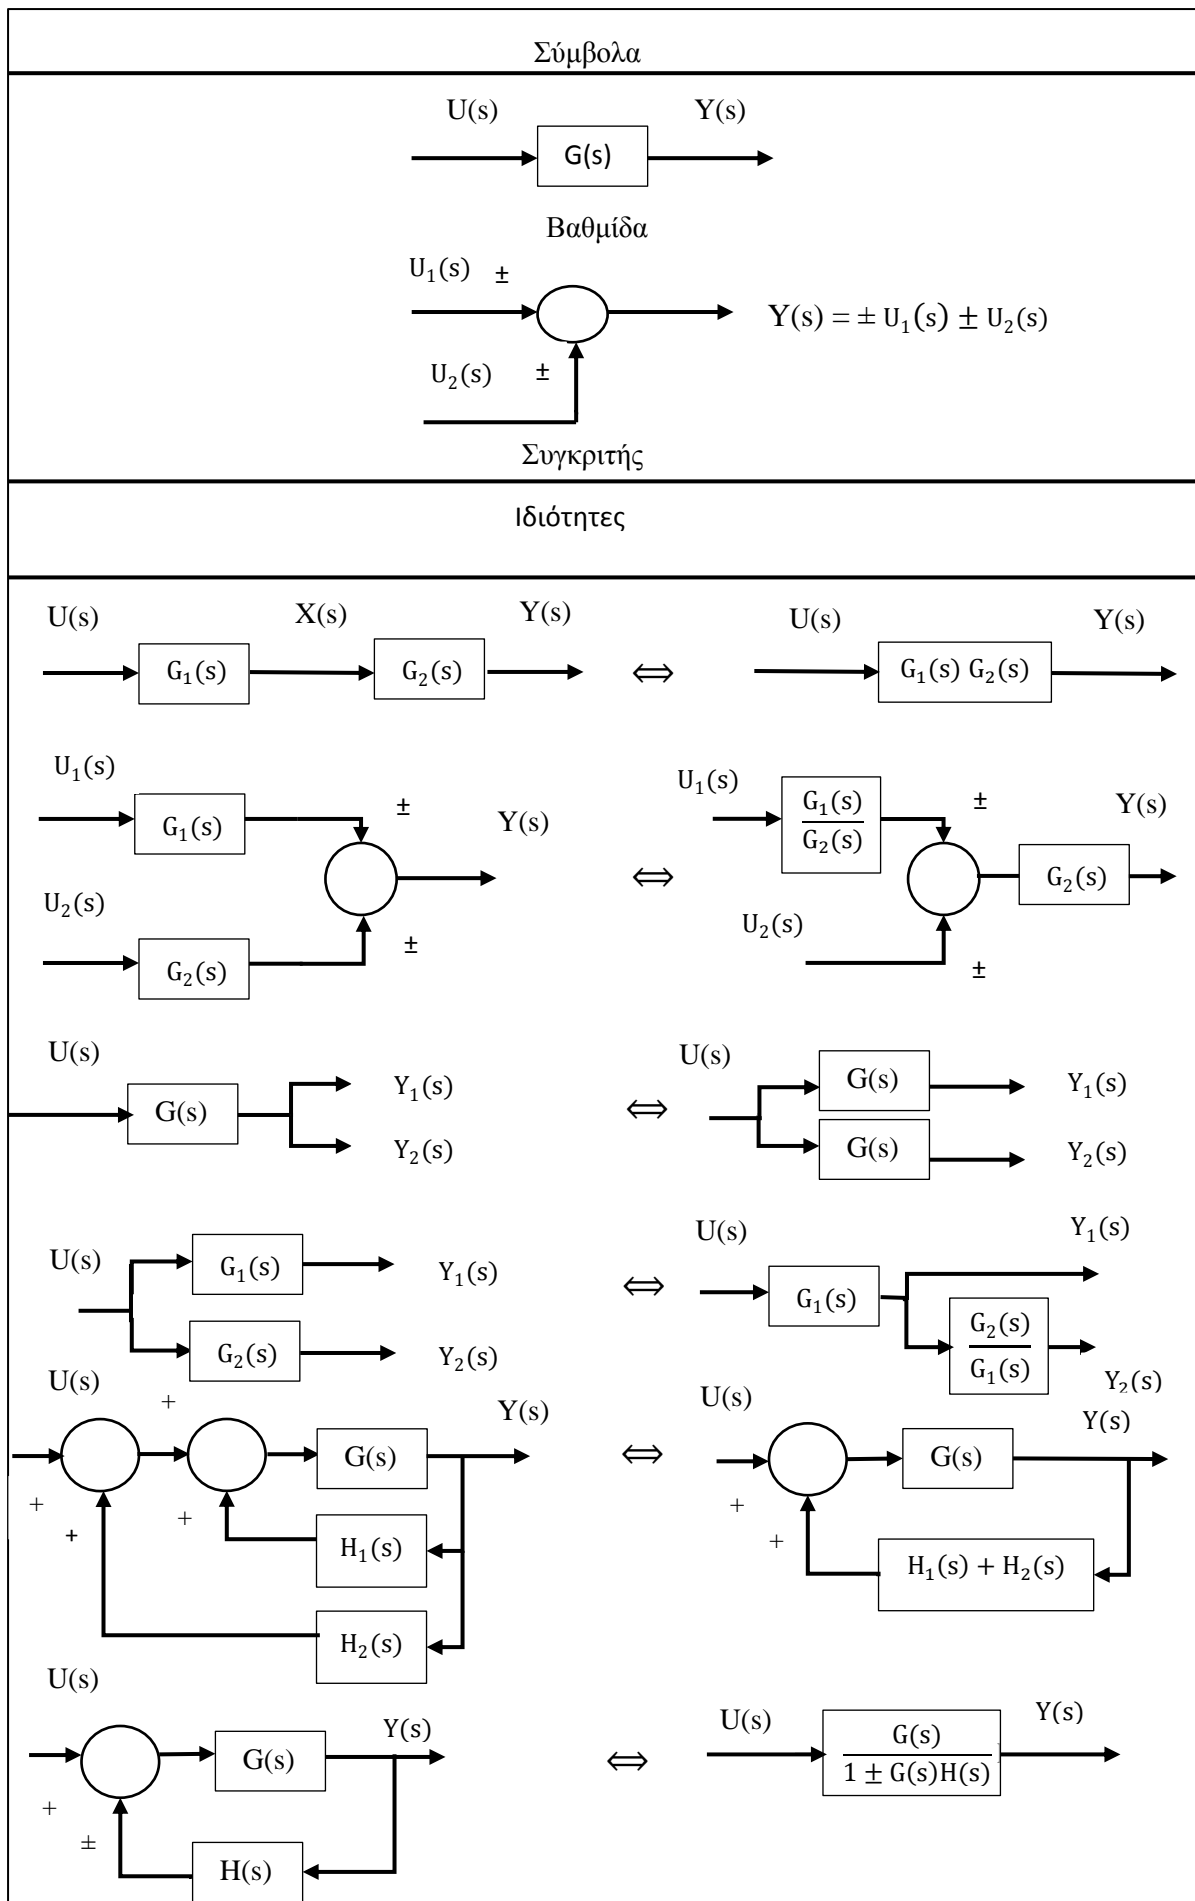 Σύμβολα
U(s) Y(s)
G(s)
Βαθμίδα
U₁(s) ±
Y(s) = ± U₁(s) ± U₂(s)
U₂(s) ±
Συγκριτής
Ιδιότητες
U(s) X(s) Y(s) U(s) Y(s)
G₁(s) G₂(s) ⇔ G₁(s) G₂(s)
U₁(s) ± Y(s) U₁(s) G₁(s) ± Y(s)
G₁(s) G₂(s)
⇔ G₂(s)
U₂(s) U₂(s)
G₂(s) ± ±
U(s) U(s)
G(s) Y₁(s) ⇔ G(s) Y₁(s)
Y₂(s) G(s) Y₂(s)
U(s) U(s) Y₁(s)
G₁(s) Y₁(s) ⇔ G₁(s)
G₂(s) Y₂(s) G₂(s)
G₁(s) Y₂(s)
U(s) + Y(s) U(s) Y(s)
G(s) ⇔ G(s)
+ + + + +
H₁(s) H₁(s) + H₂(s)
H₂(s)
U(s) Y(s) U(s) G(s) Y(s)
G(s) ⇔ 1 ± G(s)H(s)
+ ±
H(s)